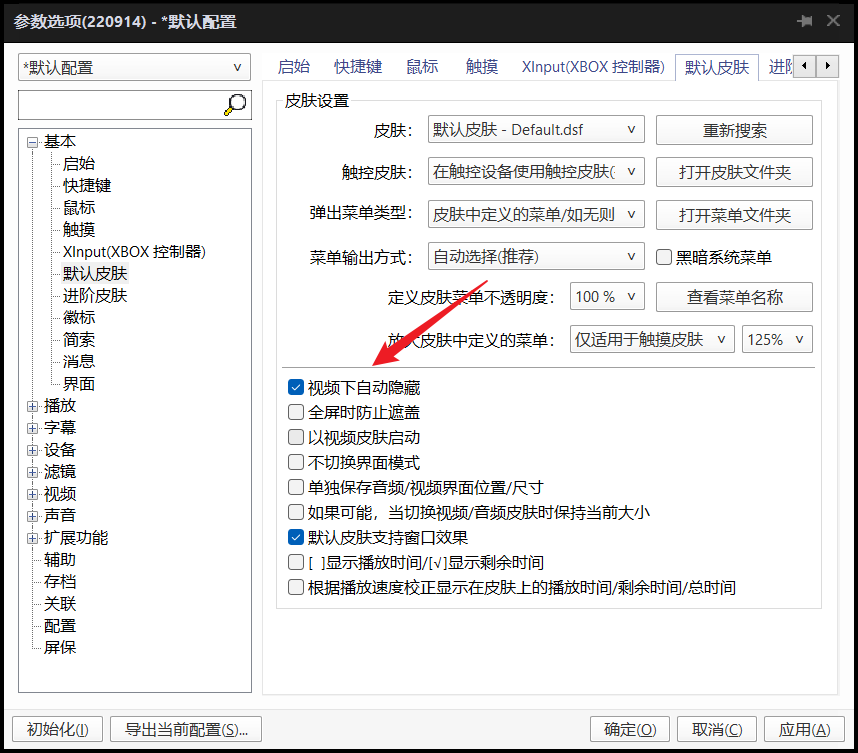 参数选项(220914) - *默认配置
*默认配置
启始 快捷键 鼠标 触摸 XInput(XBOX 控制器) 默认皮肤 进阶
基本
启始
快捷键
鼠标
触摸
XInput(XBOX 控制器)
默认皮肤
进阶皮肤
徽标
简索
消息
界面
播放
字幕
设备
滤镜
视频
声音
扩展功能
辅助
存档
关联
配置
屏保
皮肤设置
皮肤： 默认皮肤 - Default.dsf 重新搜索
触控皮肤： 在触控设备使用触控皮肤( 打开皮肤文件夹
弹出菜单类型： 皮肤中定义的菜单/如无则 打开菜单文件夹
菜单输出方式： 自动选择(推荐) 黑暗系统菜单
定义皮肤菜单不透明度： 100 % 查看菜单名称
放大皮肤中定义的菜单： 仅适用于触摸皮肤 125%
视频下自动隐藏
全屏时防止遮盖
以视频皮肤启动
不切换界面模式
单独保存音频/视频界面位置/尺寸
如果可能，当切换视频/音频皮肤时保持当前大小
默认皮肤支持窗口效果
[ ]显示播放时间/[√]显示剩余时间
根据播放速度校正显示在皮肤上的播放时间/剩余时间/总时间
初始化(I) 导出当前配置(S)... 确定(O) 取消(C) 应用(A)